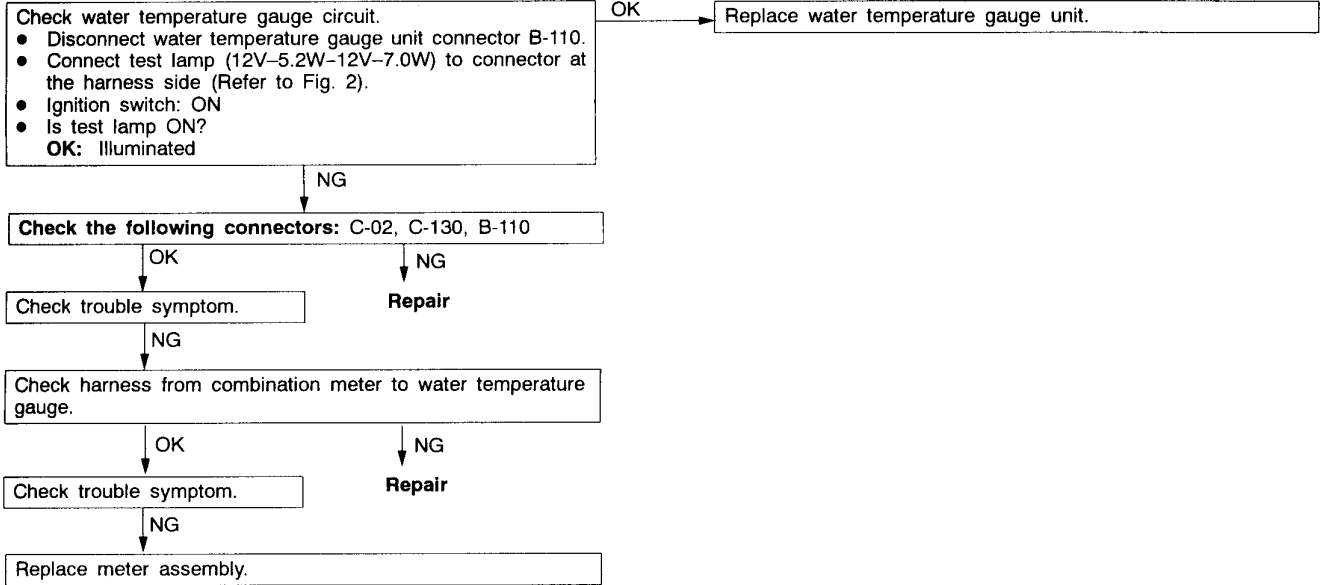 Check water temperature gauge circuit.
● Disconnect water temperature gauge unit connector B-110.
● Connect test lamp (12V–5.2W–12V–7.0W) to connector at
the harness side (Refer to Fig. 2).
● Ignition switch: ON
● Is test lamp ON?
OK: Illuminated
OK
Replace water temperature gauge unit.
NG
Check the following connectors: C-02, C-130, B-110
OK
NG
Check trouble symptom.
Repair
NG
Check harness from combination meter to water temperature
gauge.
OK
NG
Check trouble symptom.
Repair
NG
Replace meter assembly.